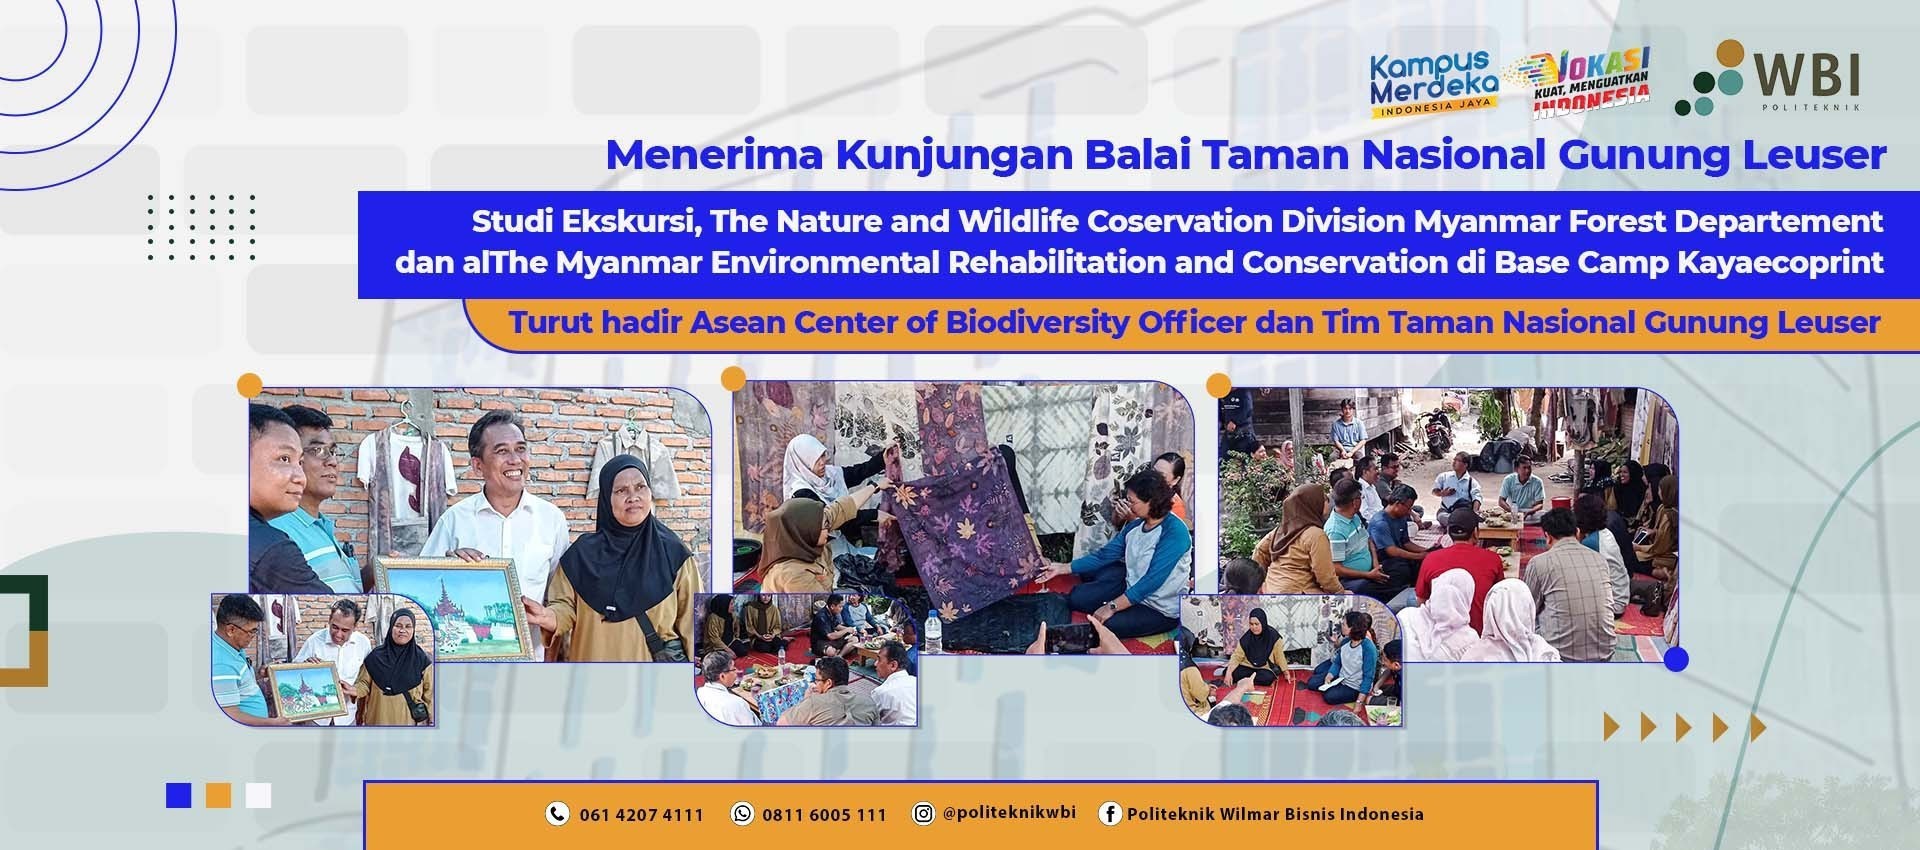 Kampus
Merdeka
INDONESIA JAYA
VOKASI
KUAT, MENGUATKAN
INDONESIA
WBI
POLITEKNIK
Menerima Kunjungan Balai Taman Nasional Gunung Leuser
Studi Ekskursi, The Nature and Wildlife Coservation Division Myanmar Forest Departement
dan alThe Myanmar Environmental Rehabilitation and Conservation di Base Camp Kayaecoprint
Turut hadir Asean Center of Biodiversity Officer dan Tim Taman Nasional Gunung Leuser
061 4207 4111
0811 6005 111
@politeknikwbi
Politeknik Wilmar Bisnis Indonesia